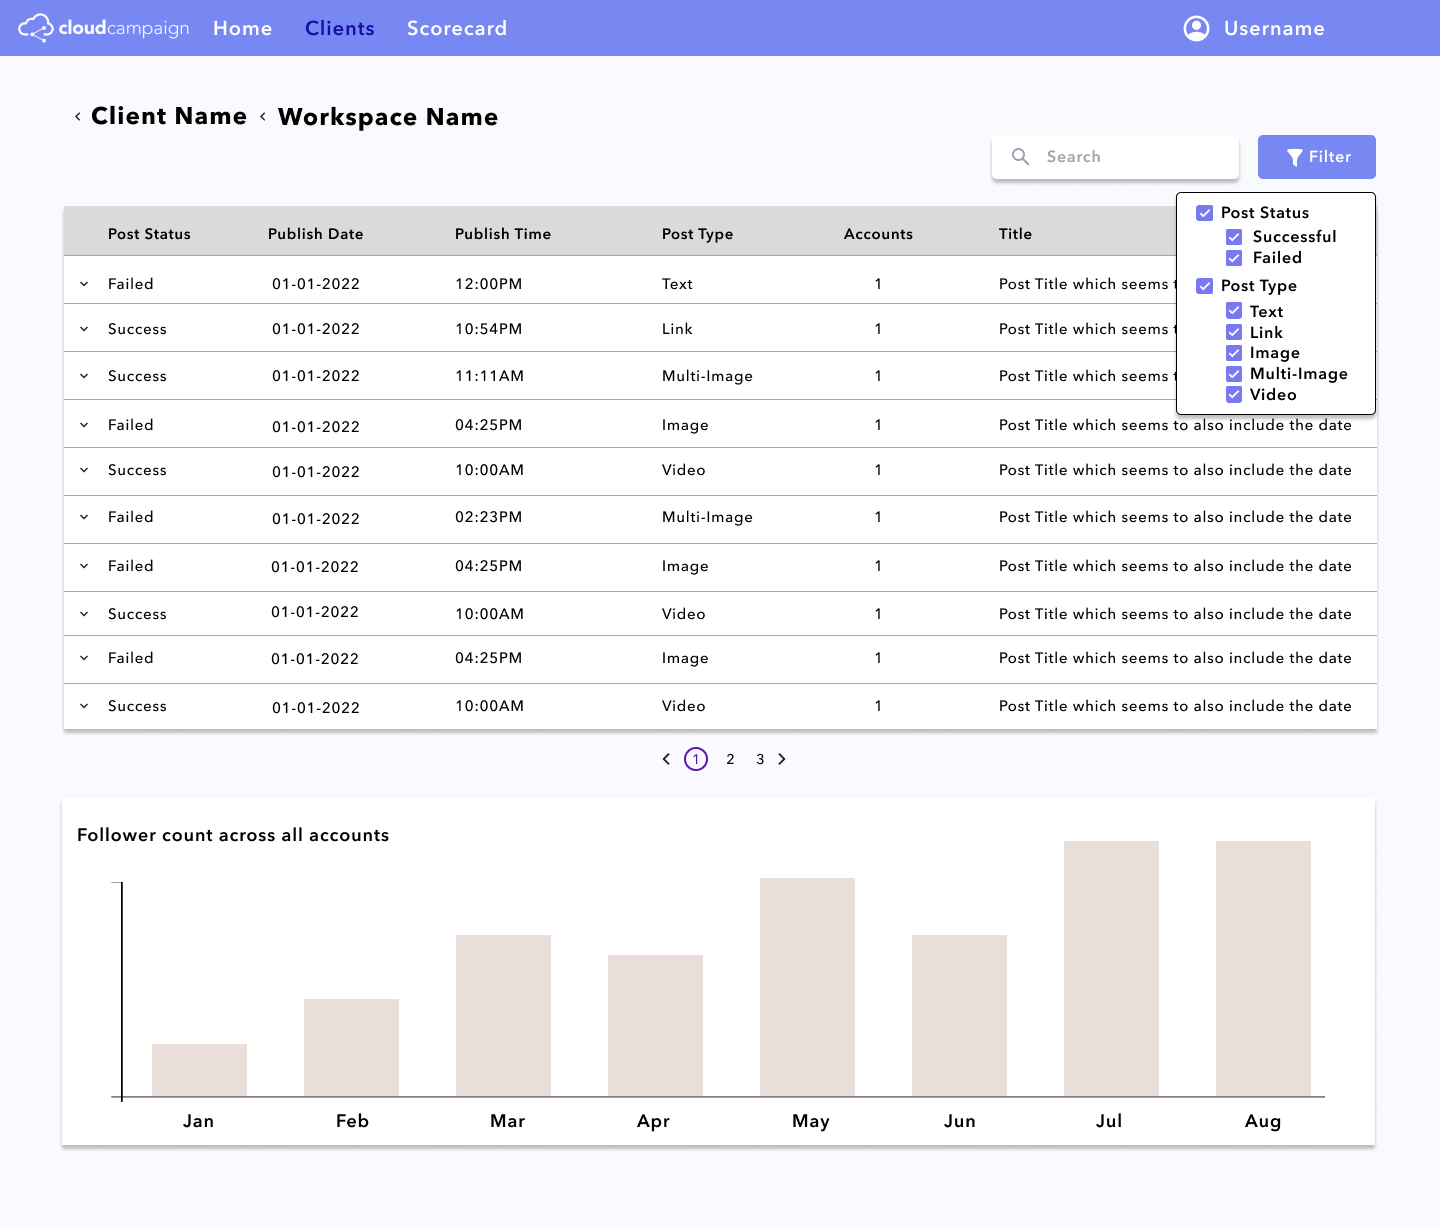 cloudcampaign Home Clients Scorecard Username
‹ Client Name ‹ Workspace Name
Search Filter
Post Status Publish Date Publish Time Post Type Accounts Title
Failed 01-01-2022 12:00PM Text 1 Post Title which seems
Success 01-01-2022 10:54PM Link 1 Post Title which seems
Success 01-01-2022 11:11AM Multi-Image 1 Post Title which seems
Failed 01-01-2022 04:25PM Image 1 Post Title which seems to also include the date
Success 01-01-2022 10:00AM Video 1 Post Title which seems to also include the date
Failed 01-01-2022 02:23PM Multi-Image 1 Post Title which seems to also include the date
Failed 01-01-2022 04:25PM Image 1 Post Title which seems to also include the date
Success 01-01-2022 10:00AM Video 1 Post Title which seems to also include the date
Failed 01-01-2022 04:25PM Image 1 Post Title which seems to also include the date
Success 01-01-2022 10:00AM Video 1 Post Title which seems to also include the date
Post Status
Successful
Failed
Post Type
Text
Link
Image
Multi-Image
Video
1 2 3
Follower count across all accounts
Jan Feb Mar Apr May Jun Jul Aug